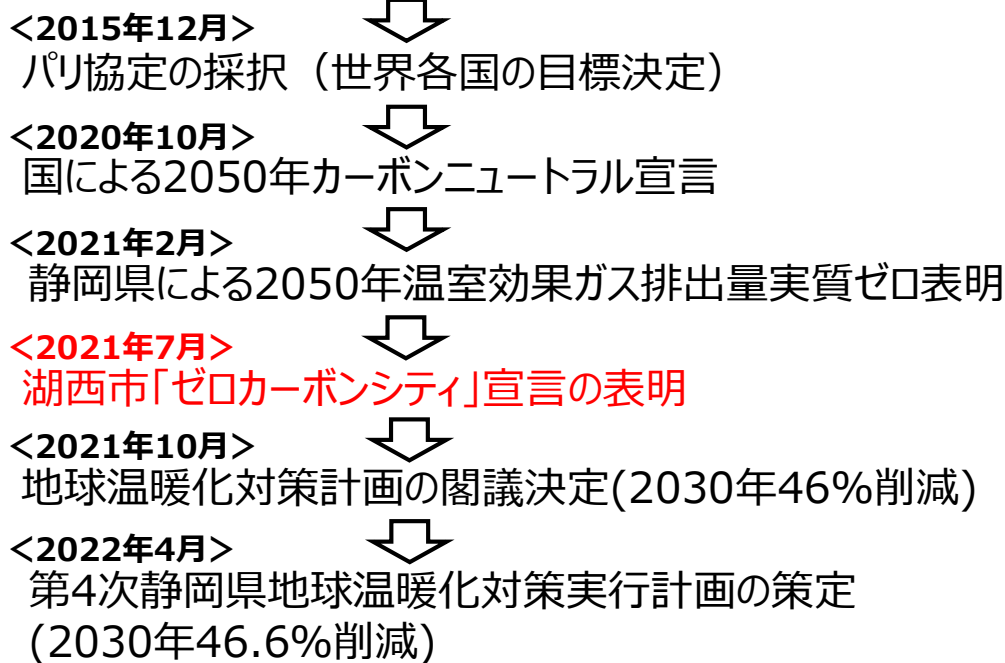 <2015年12月>
パリ協定の採択（世界各国の目標決定）
<2020年10月>
国による2050年カーボンニュートラル宣言
<2021年2月>
静岡県による2050年温室効果ガス排出量実質ゼロ表明
<2021年7月>
湖西市「ゼロカーボンシティ」宣言の表明
<2021年10月>
地球温暖化対策計画の閣議決定(2030年46%削減)
<2022年4月>
第4次静岡県地球温暖化対策実行計画の策定
(2030年46.6%削減)